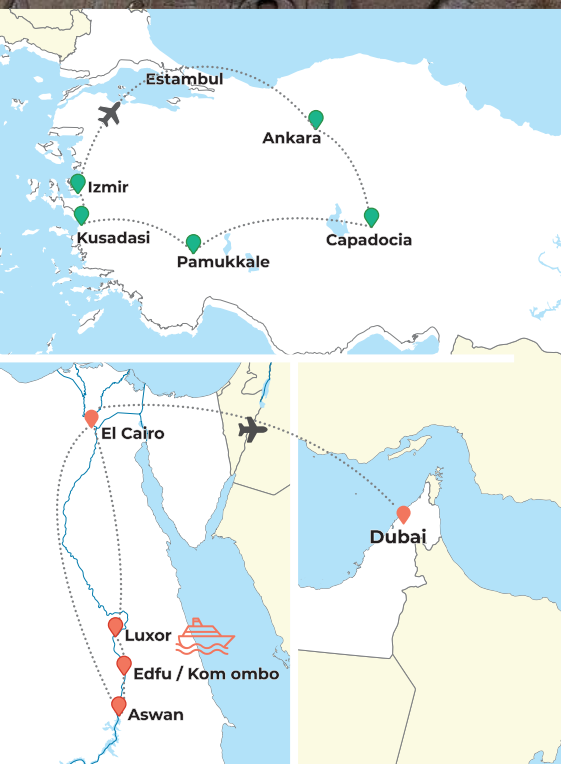 Estambul
Ankara
Izmir
Kusadasi
Capadocia
Pamukkale
El Cairo
Dubai
Luxor
Edfu / Kom ombo
Aswan